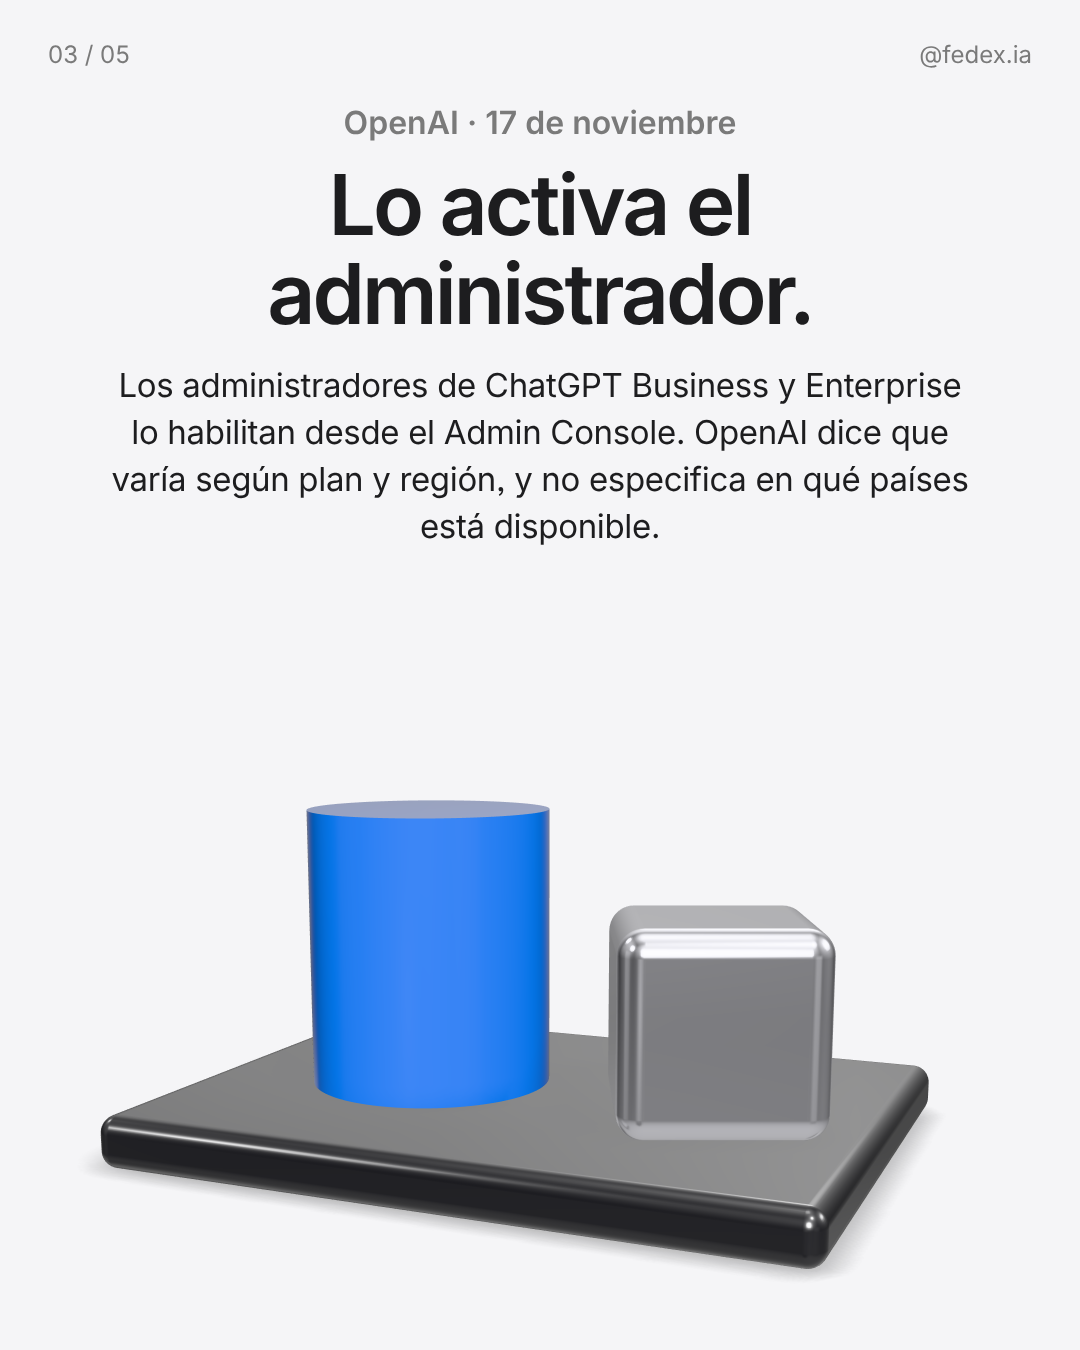 03 / 05
@fedex.ia
OpenAI · 17 de noviembre
Lo activa el
administrador.
Los administradores de ChatGPT Business y Enterprise
lo habilitan desde el Admin Console. OpenAI dice que
varía según plan y región, y no especifica en qué países
está disponible.